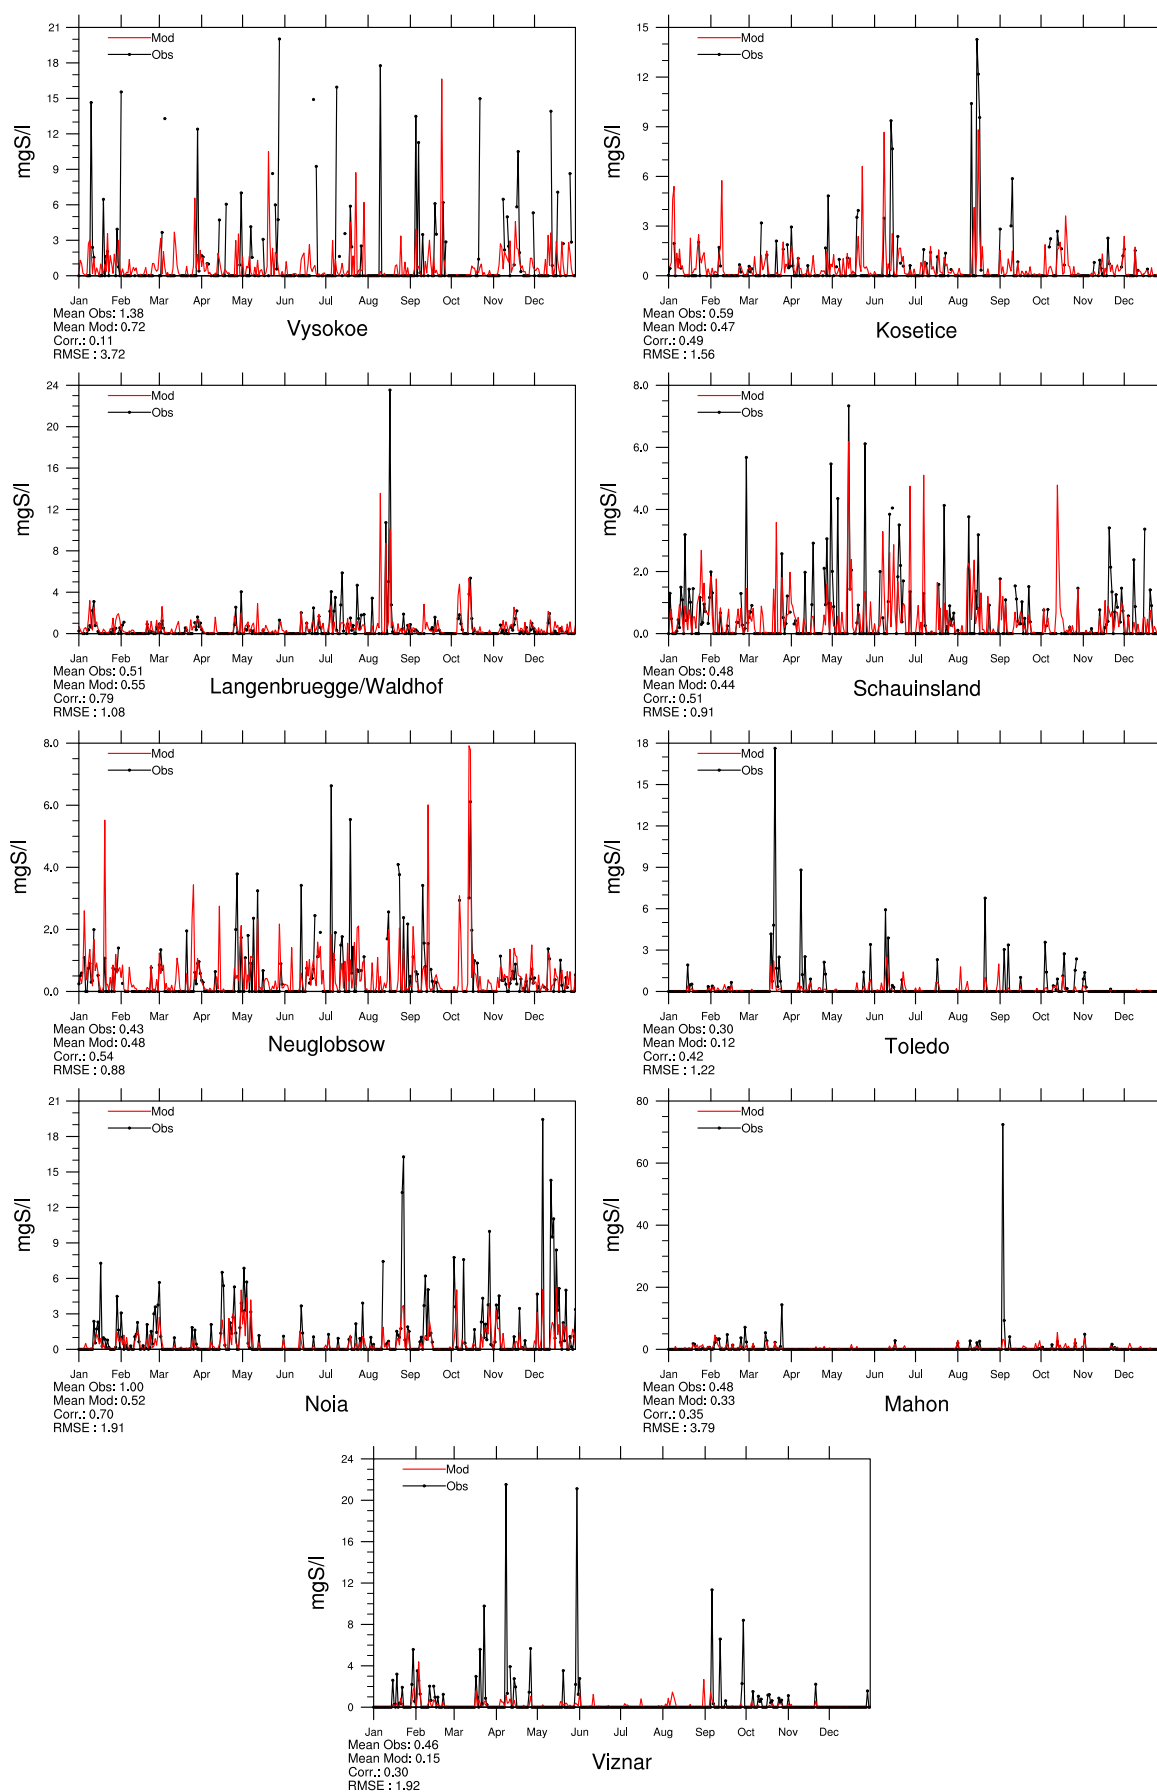 21
18
15
12
9
6
3
0
mgS/l
Mod
Obs
Jan Feb Mar Apr May Jun Jul Aug Sep Oct Nov Dec
Mean Obs: 1.38
Mean Mod: 0.72
Corr.: 0.11
RMSE : 3.72
Vysokoe
15
12
9
6
3
0
mgS/l
Mod
Obs
Jan Feb Mar Apr May Jun Jul Aug Sep Oct Nov Dec
Mean Obs: 0.59
Mean Mod: 0.47
Corr.: 0.49
RMSE : 1.56
Kosetice
24
20
16
12
8
4
0
mgS/l
Mod
Obs
Jan Feb Mar Apr May Jun Jul Aug Sep Oct Nov Dec
Mean Obs: 0.51
Mean Mod: 0.55
Corr.: 0.79
RMSE : 1.08
Langenbruegge/Waldhof
8.0
6.0
4.0
2.0
0.0
mgS/l
Mod
Obs
Jan Feb Mar Apr May Jun Jul Aug Sep Oct Nov Dec
Mean Obs: 0.48
Mean Mod: 0.44
Corr.: 0.51
RMSE : 0.91
Schauinsland
8.0
6.0
4.0
2.0
0.0
mgS/l
Mod
Obs
Jan Feb Mar Apr May Jun Jul Aug Sep Oct Nov Dec
Mean Obs: 0.43
Mean Mod: 0.48
Corr.: 0.54
RMSE : 0.88
Neuglobsow
18
15
12
9
6
3
0
mgS/l
Mod
Obs
Jan Feb Mar Apr May Jun Jul Aug Sep Oct Nov Dec
Mean Obs: 0.30
Mean Mod: 0.12
Corr.: 0.42
RMSE : 1.22
Toledo
21
18
15
12
9
6
3
0
mgS/l
Mod
Obs
Jan Feb Mar Apr May Jun Jul Aug Sep Oct Nov Dec
Mean Obs: 1.00
Mean Mod: 0.52
Corr.: 0.70
RMSE : 1.91
Noia
80
60
40
20
0
mgS/l
Mod
Obs
Jan Feb Mar Apr May Jun Jul Aug Sep Oct Nov Dec
Mean Obs: 0.48
Mean Mod: 0.33
Corr.: 0.35
RMSE : 3.79
Mahon
24
20
16
12
8
4
0
mgS/l
Mod
Obs
Jan Feb Mar Apr May Jun Jul Aug Sep Oct Nov Dec
Mean Obs: 0.46
Mean Mod: 0.15
Corr.: 0.30
RMSE : 1.92
Viznar